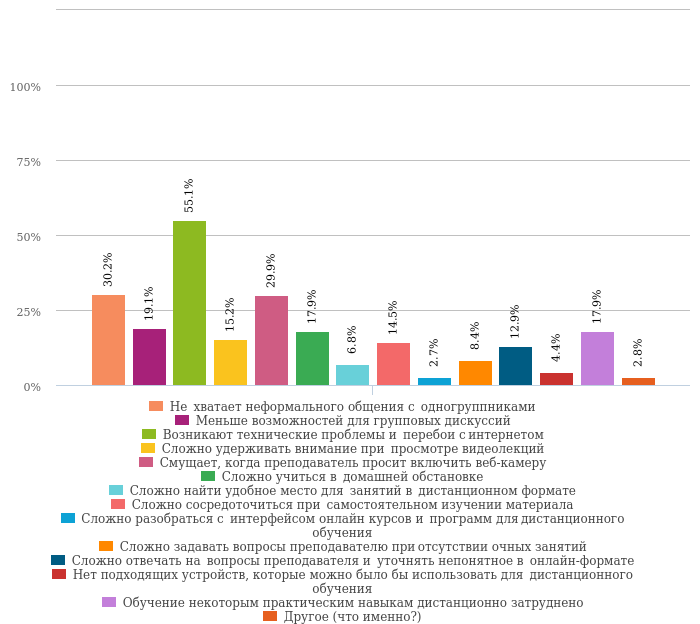 100%
75%
50%
25%
0%
30.2%
19.1%
55.1%
15.2%
29.9%
17.9%
6.8%
14.5%
2.7%
8.4%
12.9%
4.4%
17.9%
2.8%
Не хватает неформального общения с одногруппниками
Меньше возможностей для групповых дискуссий
Возникают технические проблемы и перебои с интернетом
Сложно удерживать внимание при просмотре видеолекций
Смущает, когда преподаватель просит включить веб-камеру
Сложно учиться в домашней обстановке
Сложно найти удобное место для занятий в дистанционном формате
Сложно сосредоточиться при самостоятельном изучении материала
Сложно разобраться с интерфейсом онлайн курсов и программ для дистанционного
обучения
Сложно задавать вопросы преподавателю при отсутствии очных занятий
Сложно отвечать на вопросы преподавателя и уточнять непонятное в онлайн-формате
Нет подходящих устройств, которые можно было бы использовать для дистанционного
обучения
Обучение некоторым практическим навыкам дистанционно затруднено
Другое (что именно?)